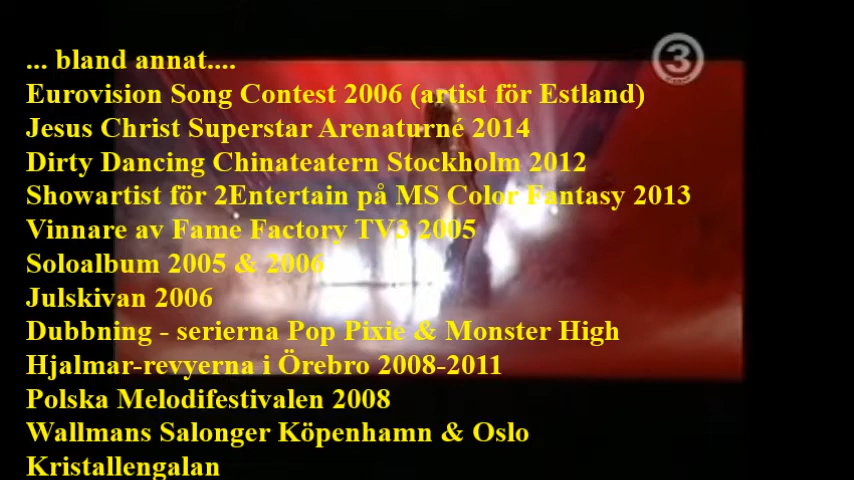 3
... bland annat....
Eurovision Song Contest 2006 (artist för Estland)
Jesus Christ Superstar Arenaturné 2014
Dirty Dancing Chinateatern Stockholm 2012
Showartist för 2Entertain på MS Color Fantasy 2013
Vinnare av Fame Factory TV3 2005
Soloalbum 2005 & 2006
Julskivan 2006
Dubbning - serierna Pop Pixie & Monster High
Hjalmar-revyerna i Örebro 2008-2011
Polska Melodifestivalen 2008
Wallmans Salonger Köpenhamn & Oslo
Kristallengalan